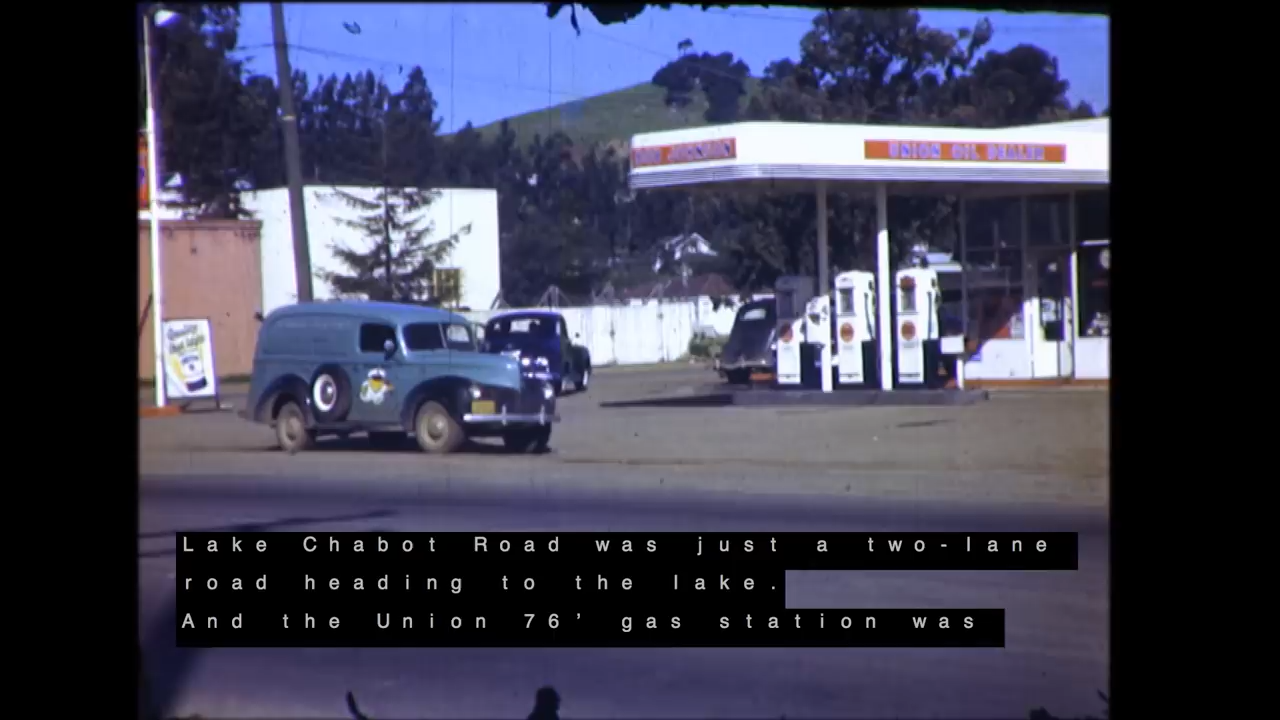 UNION OIL DEALER
Lake Chabot Road was just a two-lane
road heading to the lake.
And the Union 76’ gas station was